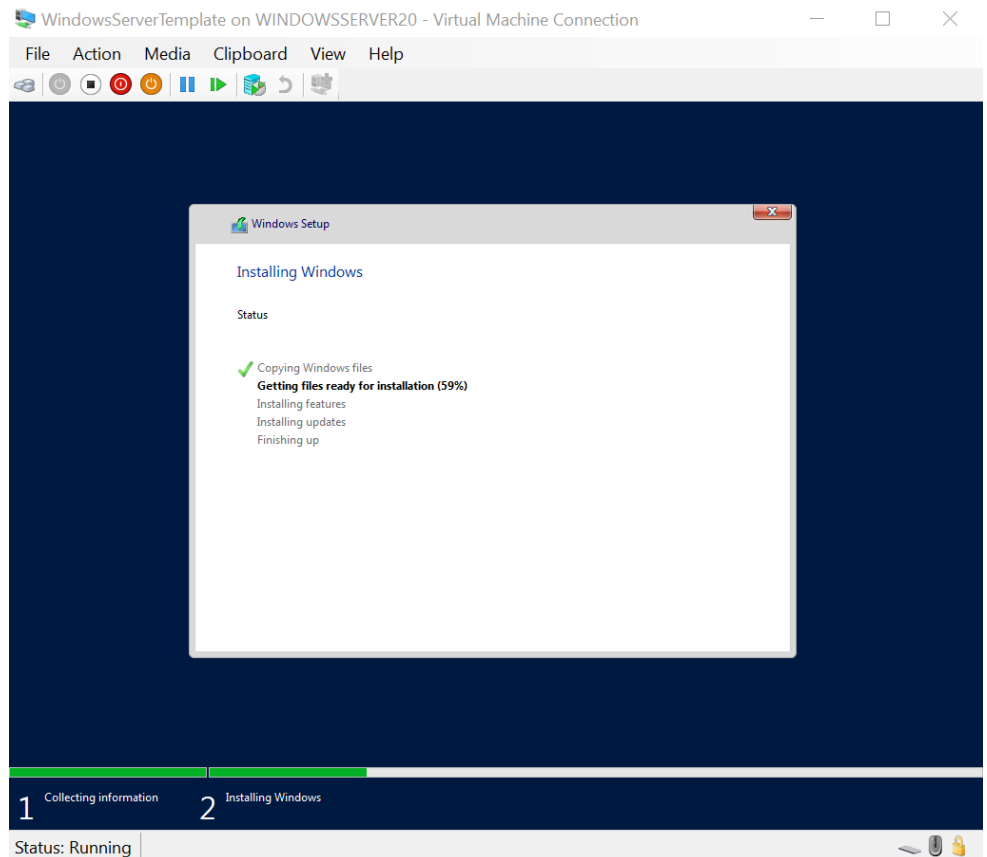 WindowsServerTemplate on WINDOWSSERVER20 - Virtual Machine Connection
File Action Media Clipboard View Help
Windows Setup
Installing Windows
Status
Copying Windows files
Getting files ready for installation (59%)
Installing features
Installing updates
Finishing up
1 Collecting information 2 Installing Windows
Status: Running